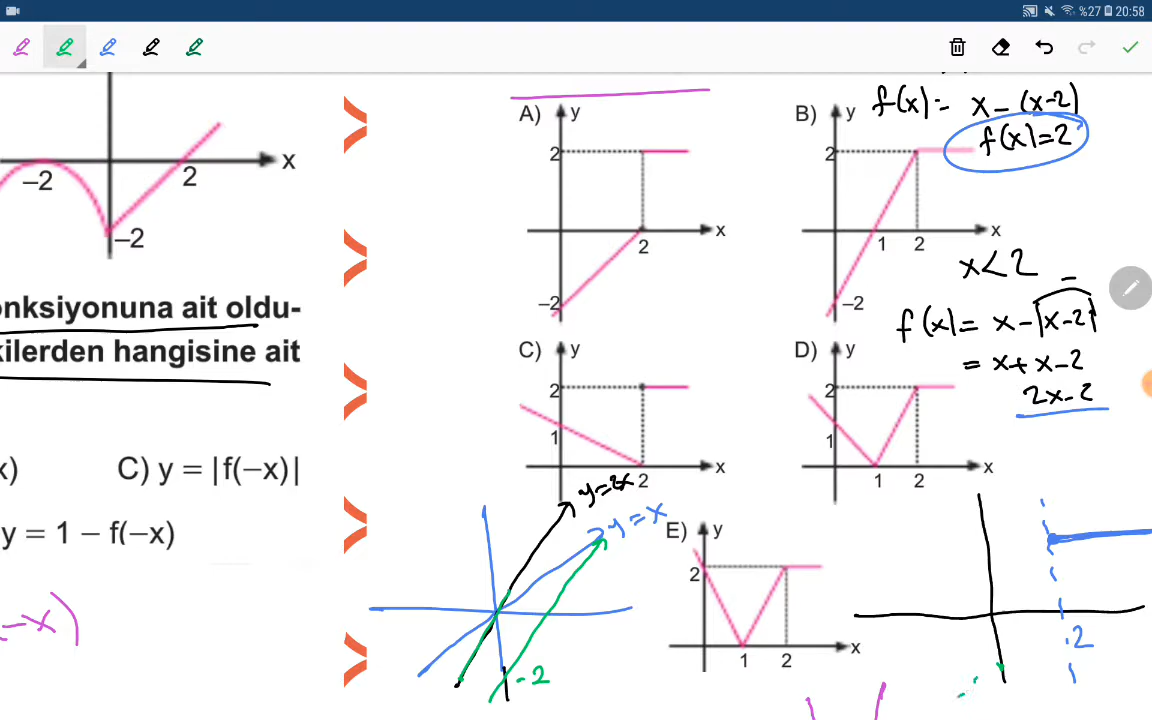 %27 20:58
x
–2
2
–2
onksiyonuna ait oldu-
kilerden hangisine ait
x)
C) y = |f(–x)|
y = 1 – f(–x)
–x)
A)
y
2
x
2
–2
B)
y
2
x
1
2
–2
f(x) = x – (x–2)
f(x)=2
x<2
f(x) = x – |x–2|
= x + x – 2
2x – 2
C)
y
2
1
x
2
D)
y
2
1
x
1
2
y=2x
y=x
-2
E)
y
2
x
1
2
2